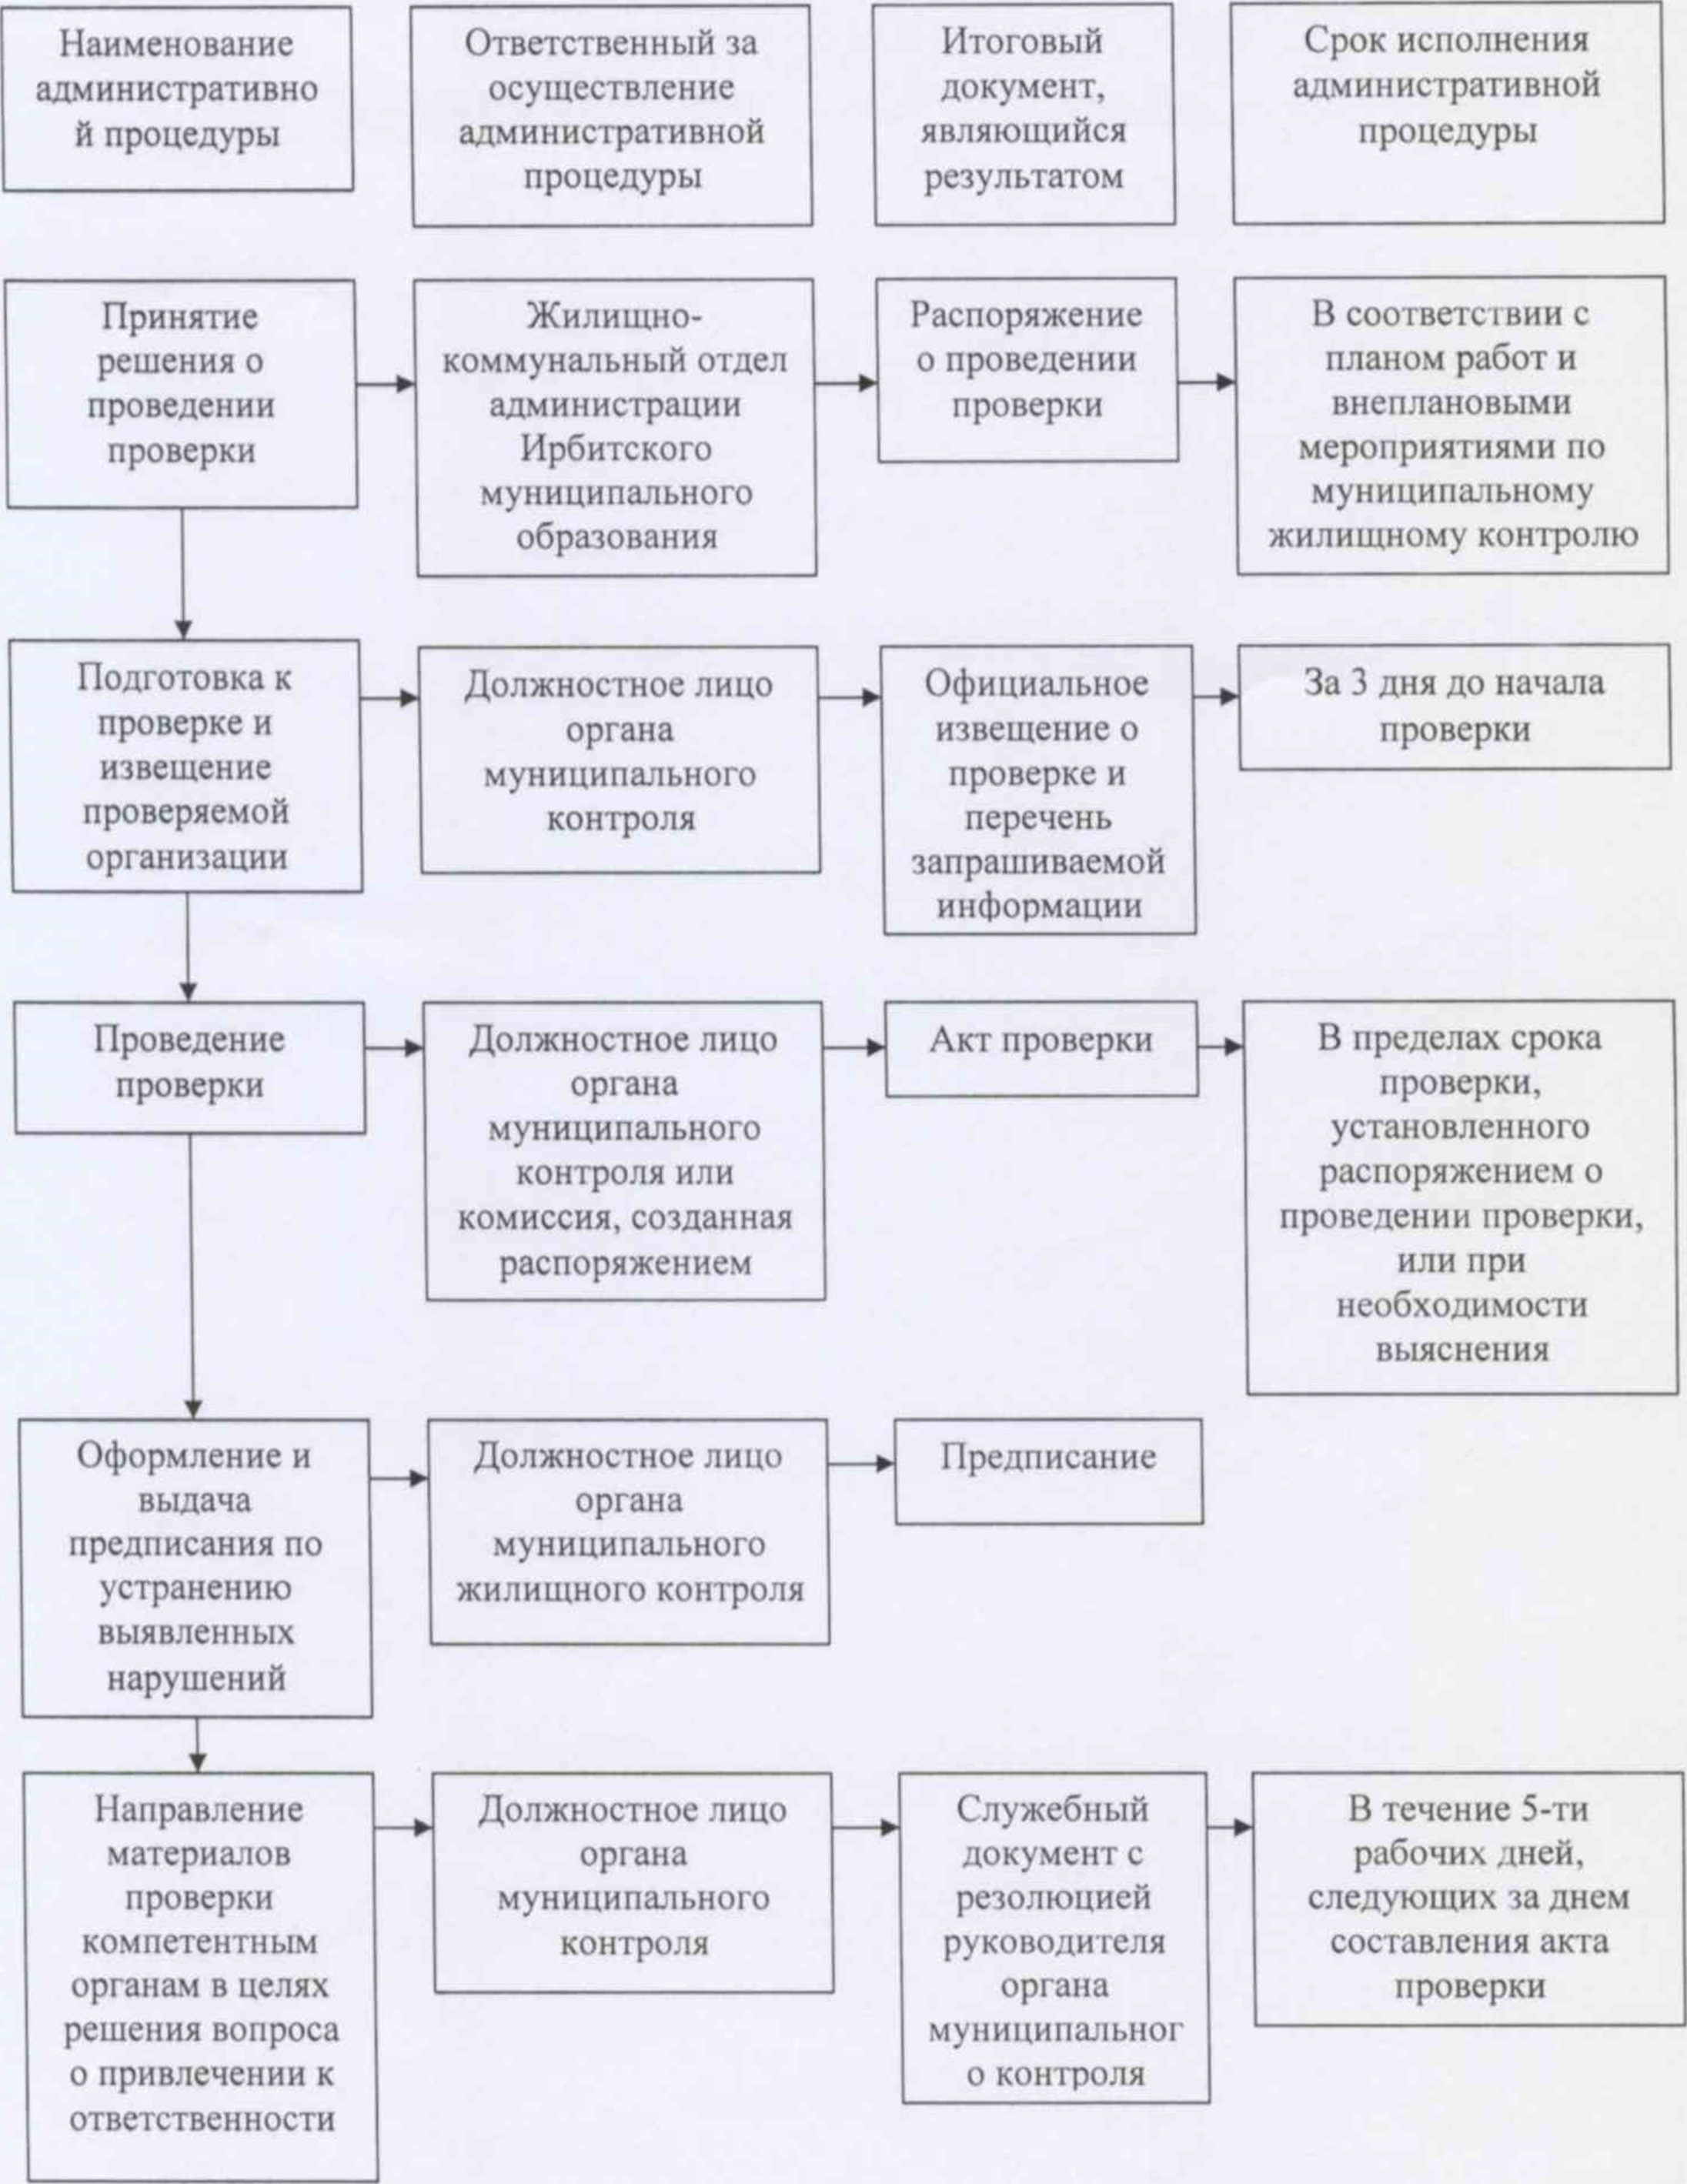 Наименование
административно
й процедуры
Ответственный за
осуществление
административной
процедуры
Итоговый
документ,
являющийся
результатом
Срок исполнения
административной
процедуры
Принятие
решения о
проведении
проверки
Жилищно-
коммунальный отдел
администрации
Ирбитского
муниципального
образования
Распоряжение
о проведении
проверки
В соответствии с
планом работ и
внеплановыми
мероприятиями по
муниципальному
жилищному контролю
Подготовка к
проверке и
извещение
проверяемой
организации
Должностное лицо
органа
муниципального
контроля
Официальное
извещение о
проверке и
перечень
запрашиваемой
информации
За 3 дня до начала
проверки
Проведение
проверки
Должностное лицо
органа
муниципального
контроля или
комиссия, созданная
распоряжением
Акт проверки
В пределах срока
проверки,
установленного
распоряжением о
проведении проверки,
или при
необходимости
выяснения
Оформление и
выдача
предписания по
устранению
выявленных
нарушений
Должностное лицо
органа
муниципального
жилищного контроля
Предписание
Направление
материалов
проверки
компетентным
органам в целях
решения вопроса
о привлечении к
ответственности
Должностное лицо
органа
муниципального
контроля
Служебный
документ с
резолюцией
руководителя
органа
муниципальног
о контроля
В течение 5-ти
рабочих дней,
следующих за днем
составления акта
проверки